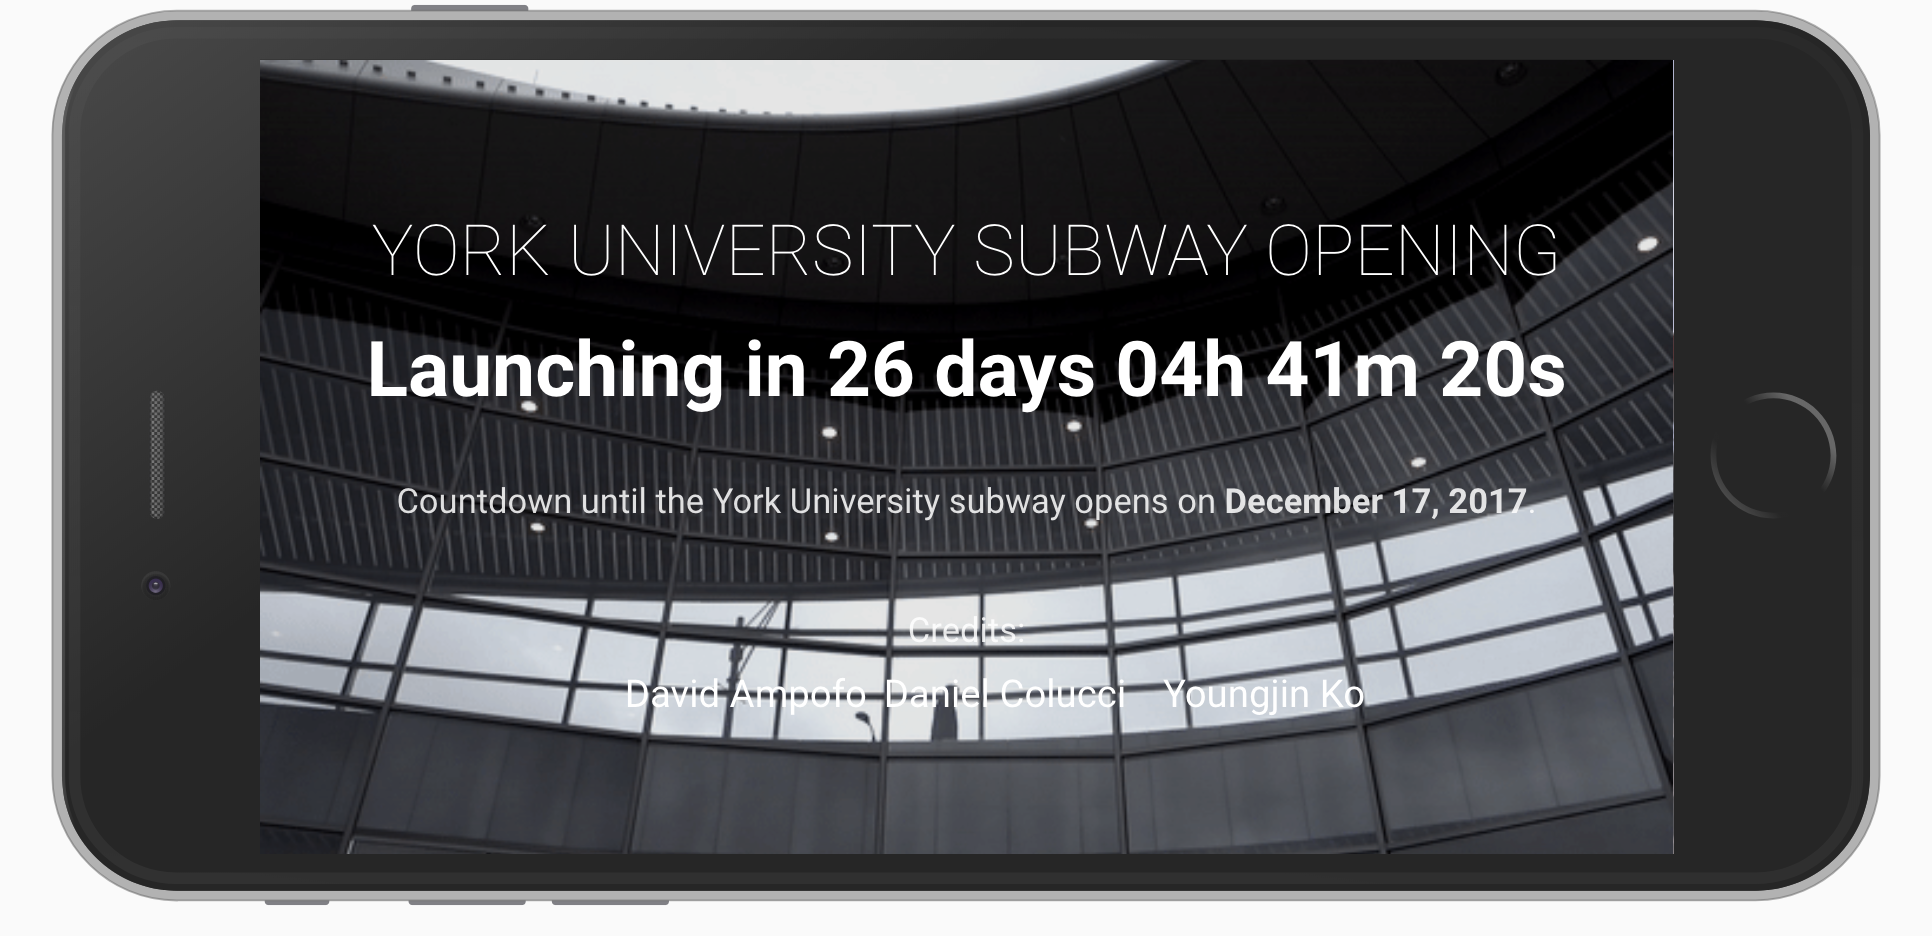 YORK UNIVERSITY SUBWAY OPENING
Launching in 26 days 04h 41m 20s
Countdown until the York University subway opens on December 17, 2017.
Credits:
David Ampofo Daniel Colucci Youngjin Ko